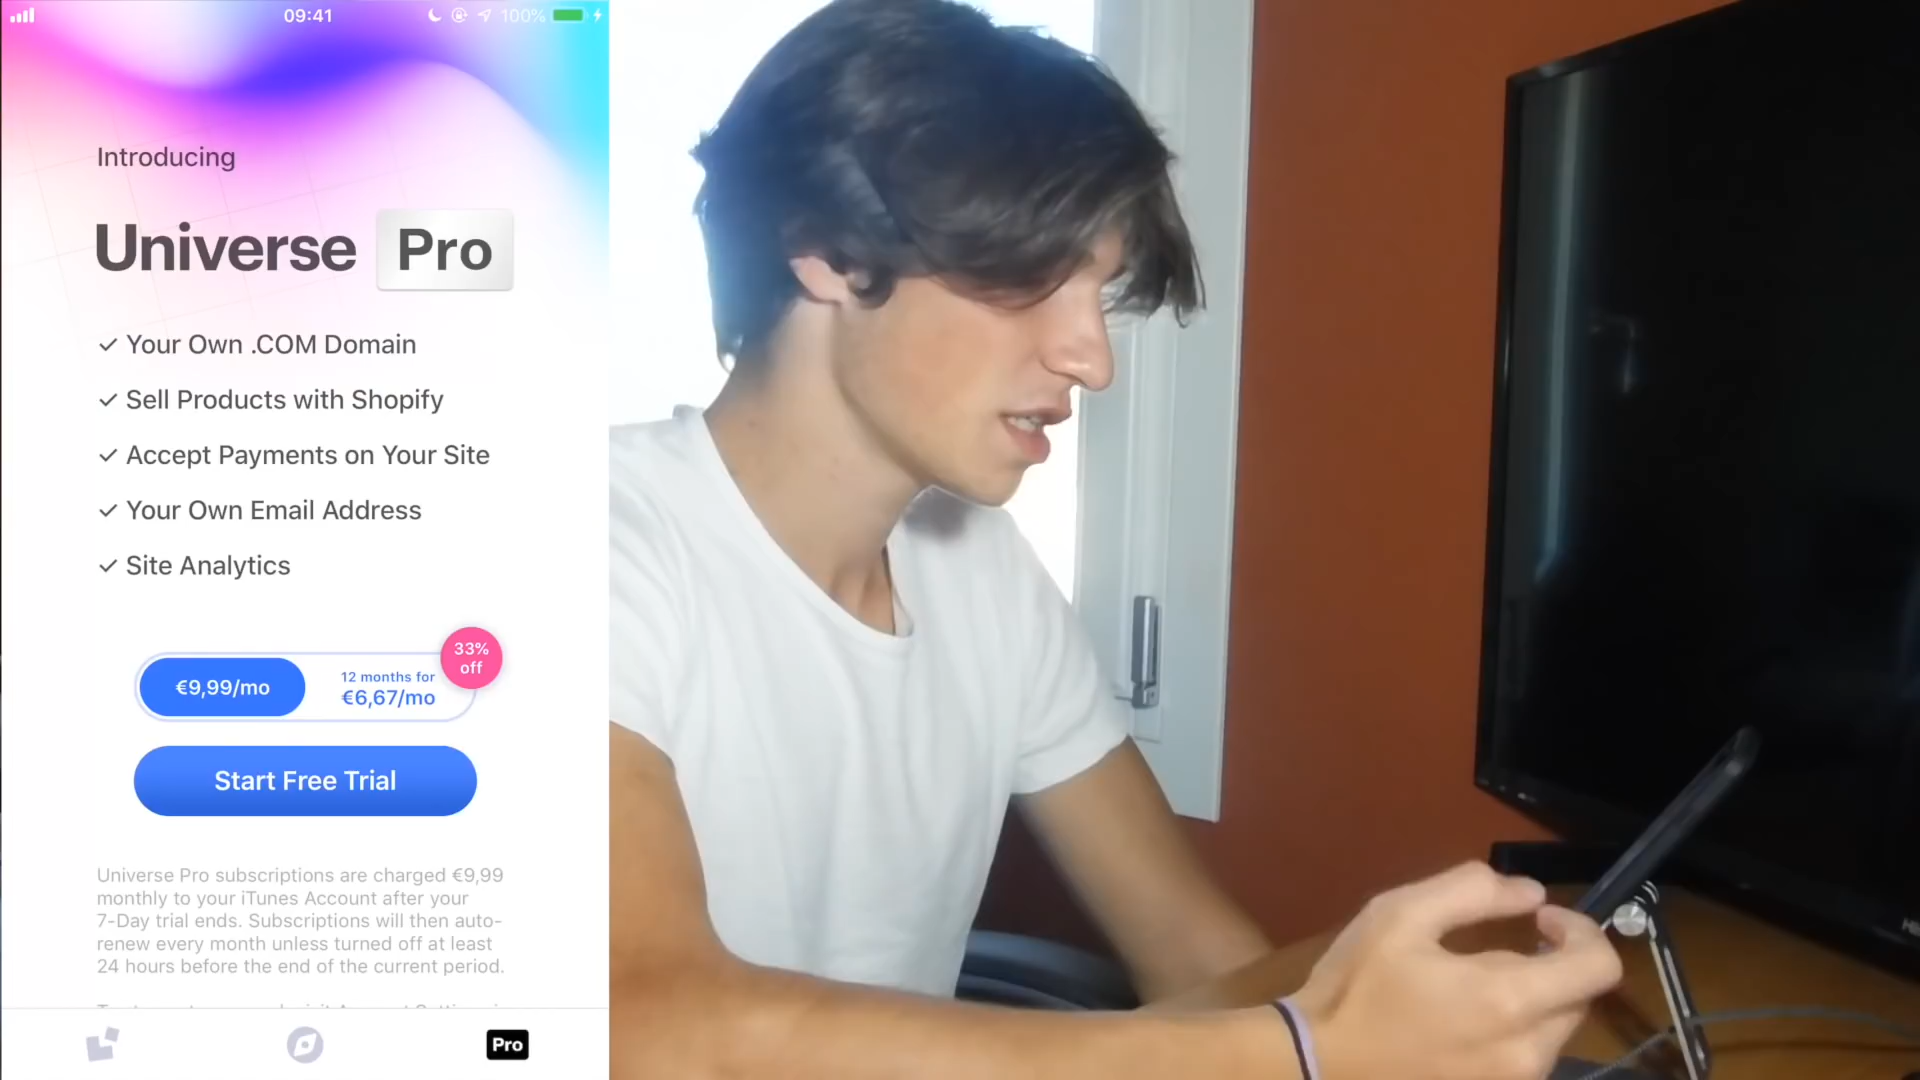 09:41
100%
Introducing
Universe Pro
Your Own .COM Domain
Sell Products with Shopify
Accept Payments on Your Site
Your Own Email Address
Site Analytics
33%
off
€9,99/mo
12 months for
€6,67/mo
Start Free Trial
Universe Pro subscriptions are charged €9,99
monthly to your iTunes Account after your
7-Day trial ends. Subscriptions will then auto-
renew every month unless turned off at least
24 hours before the end of the current period.
Pro